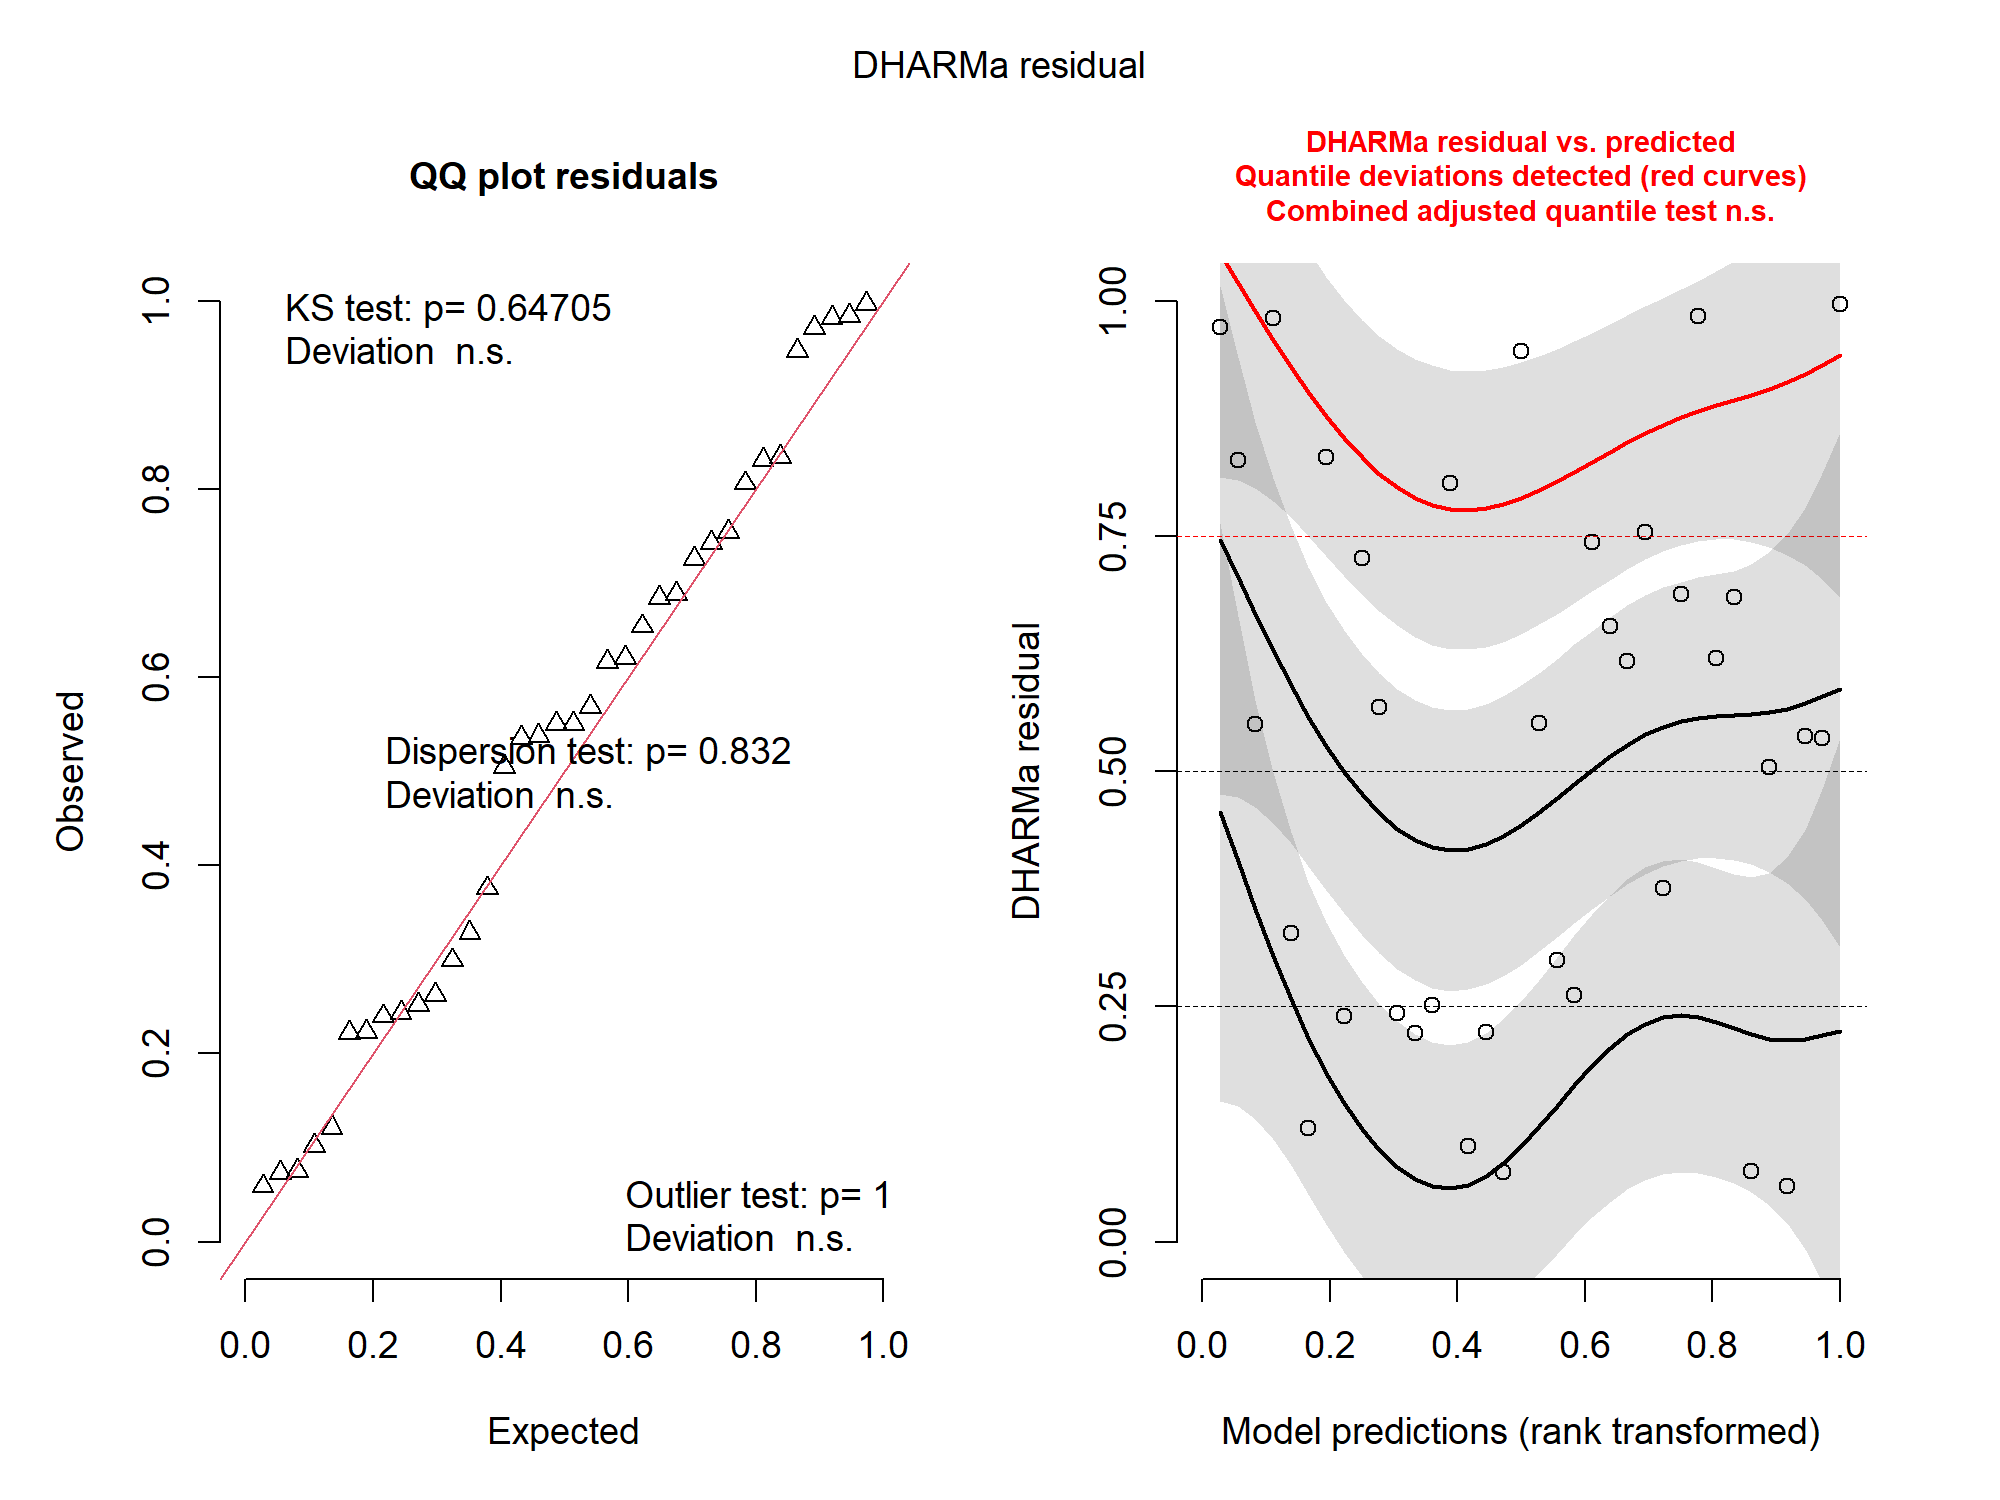 DHARMa residual
QQ plot residuals
KS test: p= 0.64705
Deviation  n.s.
Dispersion test: p= 0.832
Deviation  n.s.
Outlier test: p= 1
Deviation  n.s.
Observed
0.0 0.2 0.4 0.6 0.8 1.0
0.0 0.2 0.4 0.6 0.8 1.0
Expected
DHARMa residual vs. predicted
Quantile deviations detected (red curves)
Combined adjusted quantile test n.s.
DHARMa residual
0.00 0.25 0.50 0.75 1.00
0.0 0.2 0.4 0.6 0.8 1.0
Model predictions (rank transformed)